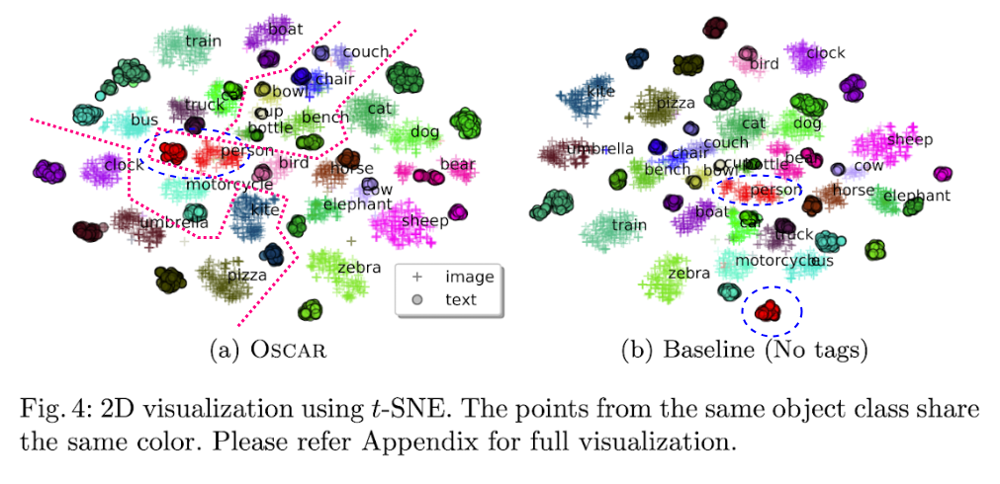 boat
train
couch
chair
bowl
truck
cup
bench
cat
bottle
bus
dog
person
clock
bird
horse
bear
motorcycle
cow
kite
elephant
umbrella
sheep
pizza
zebra
image
text
clock
bird
kite
pizza
cat
dog
couch
sheep
umbrella
chair
cup
bottle
bear
bench
bowl
cow
person
horse
elephant
boat
train
car
truck
motorcycle
bus
zebra
(a) OSCAR
(b) Baseline (No tags)
Fig. 4: 2D visualization using t-SNE. The points from the same object class share
the same color. Please refer Appendix for full visualization.